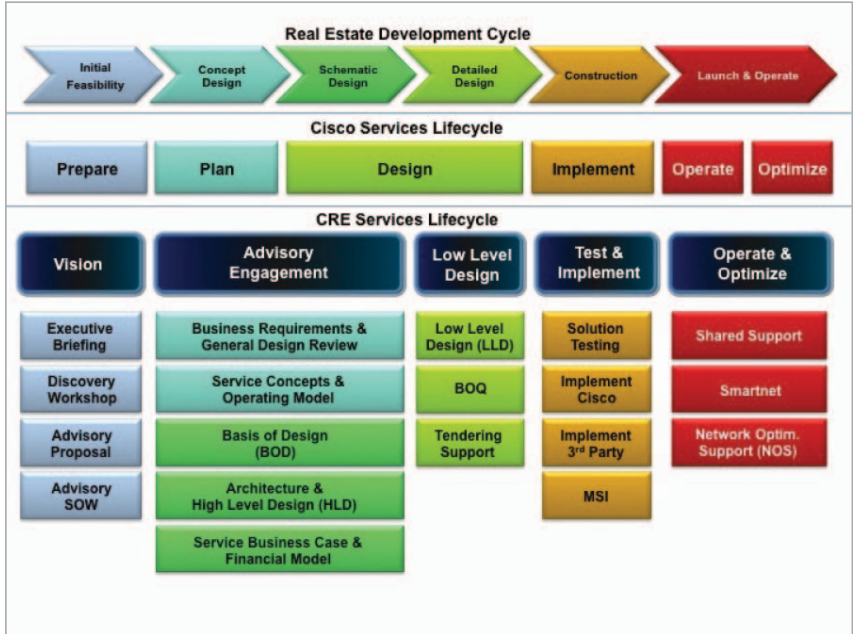 Real Estate Development Cycle
Initial
Feasibility
Concept
Design
Schematic
Design
Detailed
Design
Construction
Launch & Operate
Cisco Services Lifecycle
Prepare
Plan
Design
Implement
Operate
Optimize
CRE Services Lifecycle
Vision
Advisory
Engagement
Low Level
Design
Test &
Implement
Operate &
Optimize
Executive
Briefing
Discovery
Workshop
Advisory
Proposal
Advisory
SOW
Business Requirements &
General Design Review
Service Concepts &
Operating Model
Basis of Design
(BOD)
Architecture &
High Level Design (HLD)
Service Business Case &
Financial Model
Low Level
Design (LLD)
BOQ
Tendering
Support
Solution
Testing
Implement
Cisco
Implement
3rd Party
MSI
Shared Support
Smartnet
Network Optim.
Support (NOS)